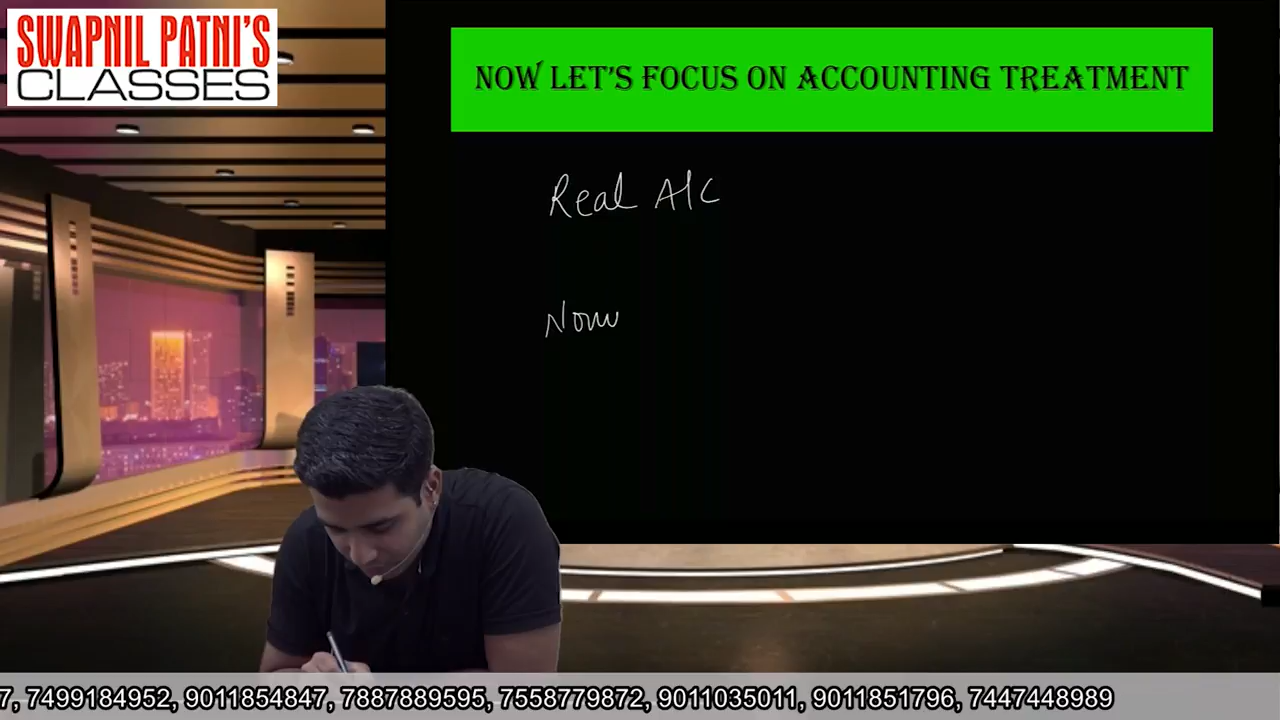 SWAPNIL PATNI'S
CLASSES
NOW LET'S FOCUS ON ACCOUNTING TREATMENT
Real A/C
Nom
7, 7499184952, 9011854847, 7887889595, 7558779872, 9011035011, 9011851796, 7447448989